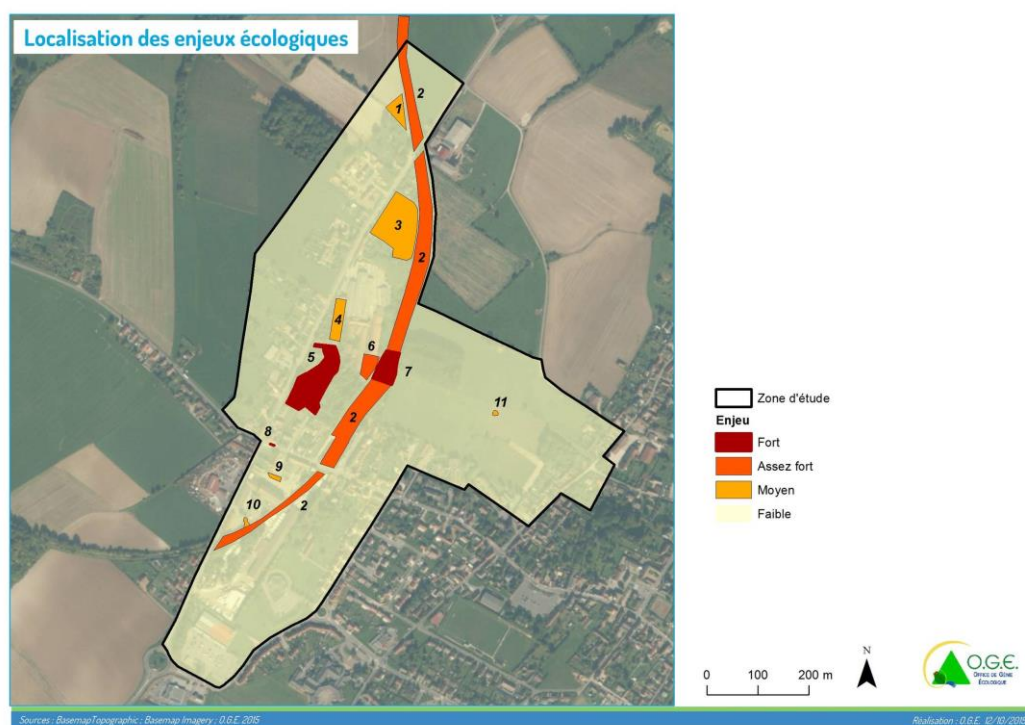 Localisation des enjeux écologiques
2
1
3
2
4
5
6
7
11
2
8
9
10
2
Zone d'étude
Enjeu
Fort
Assez fort
Moyen
Faible
N
0 100 200 m
O.G.E.
OFFICE DE GÉNIE
ÉCOLOGIQUE
Sources : BasemapTopographic ; Basemap Imagery ; O.G.E. 2015
Réalisation : O.G.E. 12/10/2015